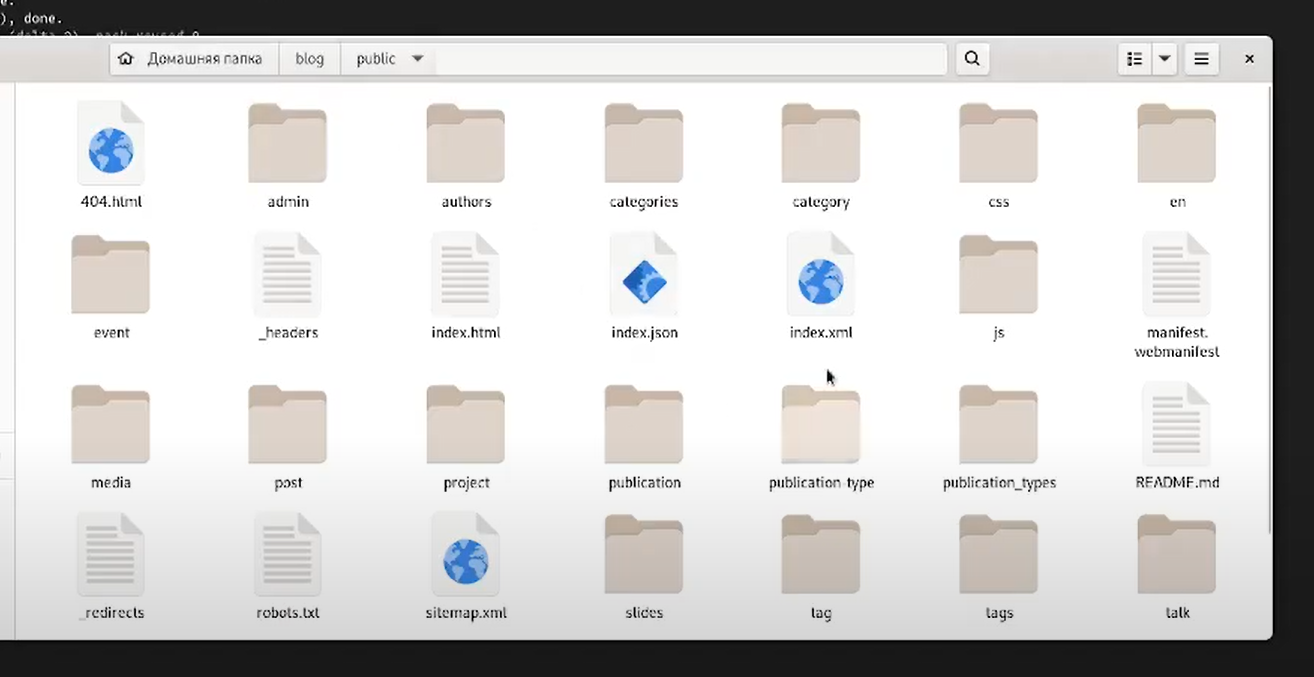 ), done.
Домашняя папка blog public
404.html admin authors categories category css en
event _headers index.html index.json index.xml js manifest.
webmanifest
media post project publication publication-type publication_types README.md
_redirects robots.txt sitemap.xml slides tag tags talk